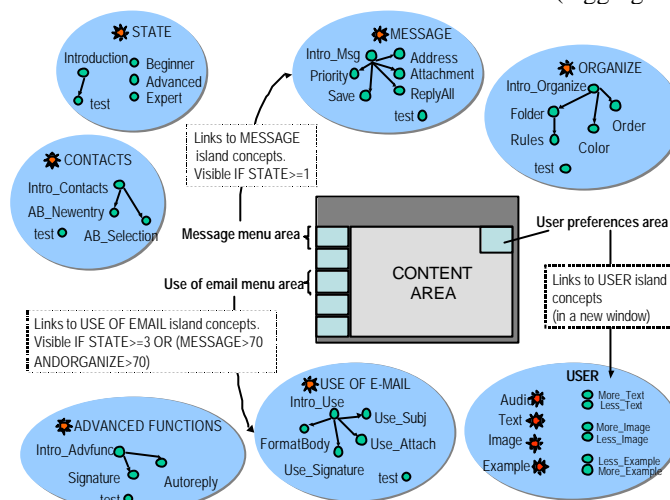 STATE
Introduction
Beginner
Advanced
Expert
test
MESSAGE
Intro_Msg
Address
Priority
Attachment
Save
ReplyAll
test
ORGANIZE
Intro_Organize
Folder
Order
Rules
Color
test
CONTACTS
Intro_Contacts
AB_Newentry
test
AB_Selection
Links to MESSAGE
island concepts.
Visible IF STATE>=1
Message menu area
Use of email menu area
CONTENT
AREA
User preferences area
Links to USER island
concepts
(in a new window)
Links to USE OF EMAIL island concepts.
Visible IF STATE>=3 OR (MESSAGE>70
ANDORGANIZE>70)
ADVANCED FUNCTIONS
Intro_Advfunc
Signature
Autoreply
test
USE OF E-MAIL
Intro_Use
Use_Subj
FormatBody
Use_Attach
Use_Signature
test
USER
Audio
More_Text
Less_Text
Text
More_Image
Image
Less_Image
Less_Example
Example
More_Example